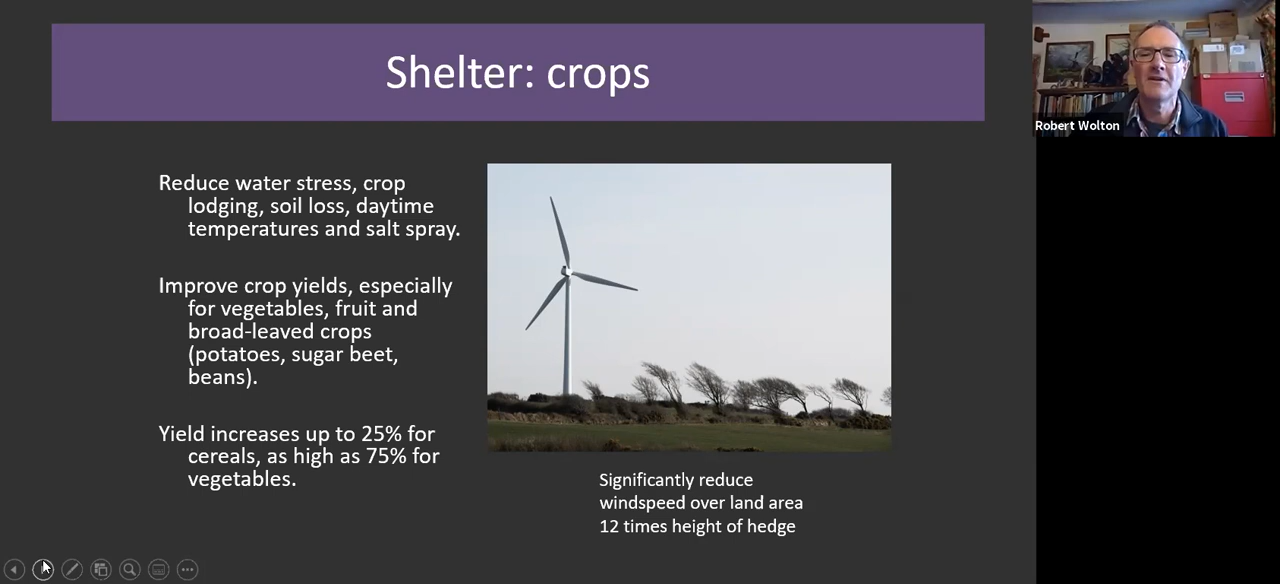 Shelter: crops
Robert Wolton
Reduce water stress, crop
lodging, soil loss, daytime
temperatures and salt spray.
Improve crop yields, especially
for vegetables, fruit and
broad-leaved crops
(potatoes, sugar beet,
beans).
Yield increases up to 25% for
cereals, as high as 75% for
vegetables.
Significantly reduce
windspeed over land area
12 times height of hedge